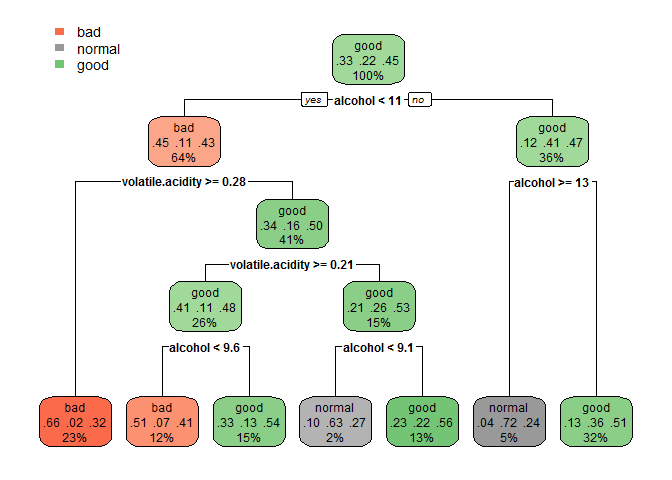 bad
normal
good
good
.33 .22 .45
100%
yes alcohol < 11 no
bad
.45 .11 .43
64%
good
.12 .41 .47
36%
volatile.acidity >= 0.28
alcohol >= 13
good
.34 .16 .50
41%
volatile.acidity >= 0.21
good
.41 .11 .48
26%
good
.21 .26 .53
15%
alcohol < 9.6
alcohol < 9.1
bad
.66 .02 .32
23%
bad
.51 .07 .41
12%
good
.33 .13 .54
15%
normal
.10 .63 .27
2%
good
.23 .22 .56
13%
normal
.04 .72 .24
5%
good
.13 .36 .51
32%